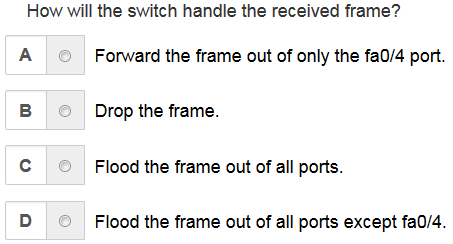 How will the switch handle the received frame?
A Forward the frame out of only the fa0/4 port.
B Drop the frame.
C Flood the frame out of all ports.
D Flood the frame out of all ports except fa0/4.